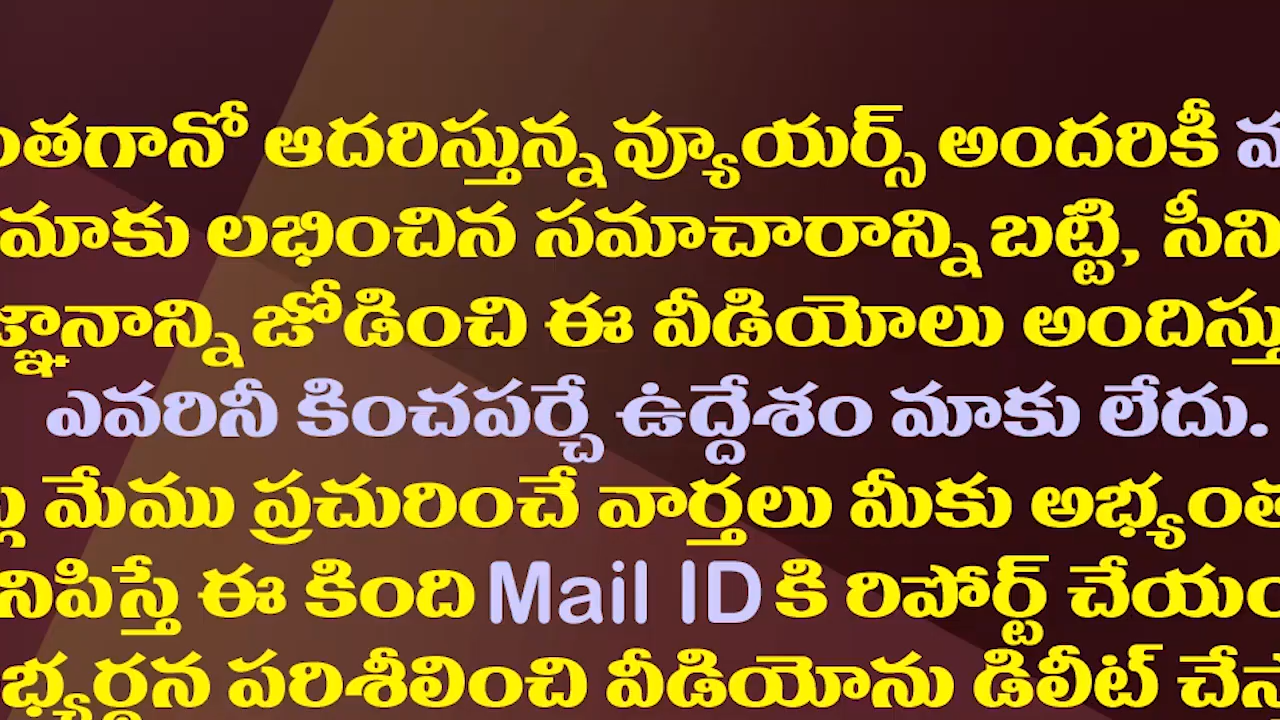 ంతగానో ఆదరిస్తున్న వ్యూయర్స్ అందరికీ
మాకు లభించిన సమాచారాన్ని బట్టి, సీని
జ్ఞానాన్ని జోడించి ఈ వీడియోలు అందిస్తు
ఎవరినీ కించపర్చే ఉద్దేశం మాకు లేదు.
మేము ప్రచురించే వార్తలు మీకు అభ్యంత
నిపిస్తే ఈ కింది Mail ID కి రిపోర్ట్ చేయం
భ్యర్థన పరిశీలించి వీడియోను డిలీట్ చేస